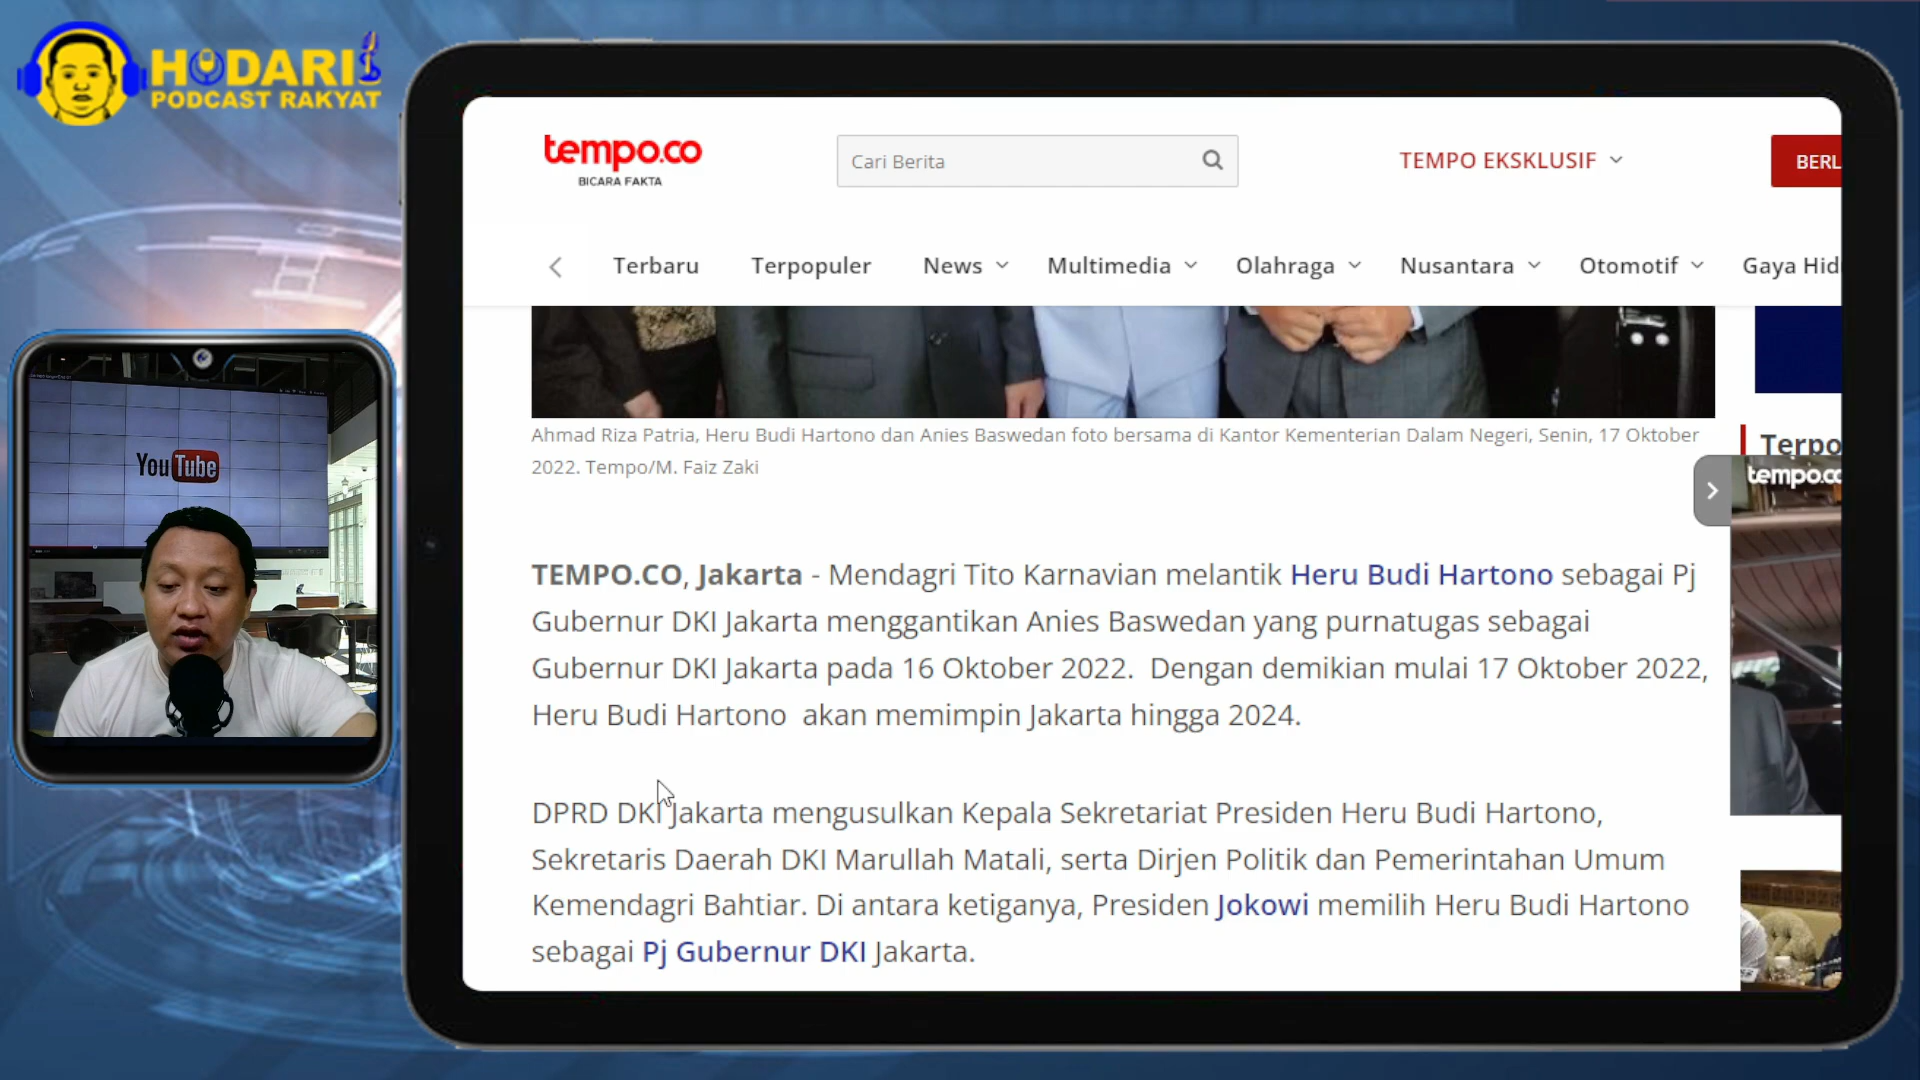 HODARI
PODCAST RAKYAT
tempo.co
BICARA FAKTA
Cari Berita
TEMPO EKSKLUSIF
BERL
Terbaru
Terpopuler
News
Multimedia
Olahraga
Nusantara
Otomotif
Gaya Hid
Ahmad Riza Patria, Heru Budi Hartono dan Anies Baswedan foto bersama di Kantor Kementerian Dalam Negeri, Senin, 17 Oktober
2022. Tempo/M. Faiz Zaki
Terpo
tempo.co
YouTube
TEMPO.CO, Jakarta - Mendagri Tito Karnavian melantik Heru Budi Hartono sebagai Pj
Gubernur DKI Jakarta menggantikan Anies Baswedan yang purnatugas sebagai
Gubernur DKI Jakarta pada 16 Oktober 2022. Dengan demikian mulai 17 Oktober 2022,
Heru Budi Hartono akan memimpin Jakarta hingga 2024.
DPRD DKI Jakarta mengusulkan Kepala Sekretariat Presiden Heru Budi Hartono,
Sekretaris Daerah DKI Marullah Matali, serta Dirjen Politik dan Pemerintahan Umum
Kemendagri Bahtiar. Di antara ketiganya, Presiden Jokowi memilih Heru Budi Hartono
sebagai Pj Gubernur DKI Jakarta.